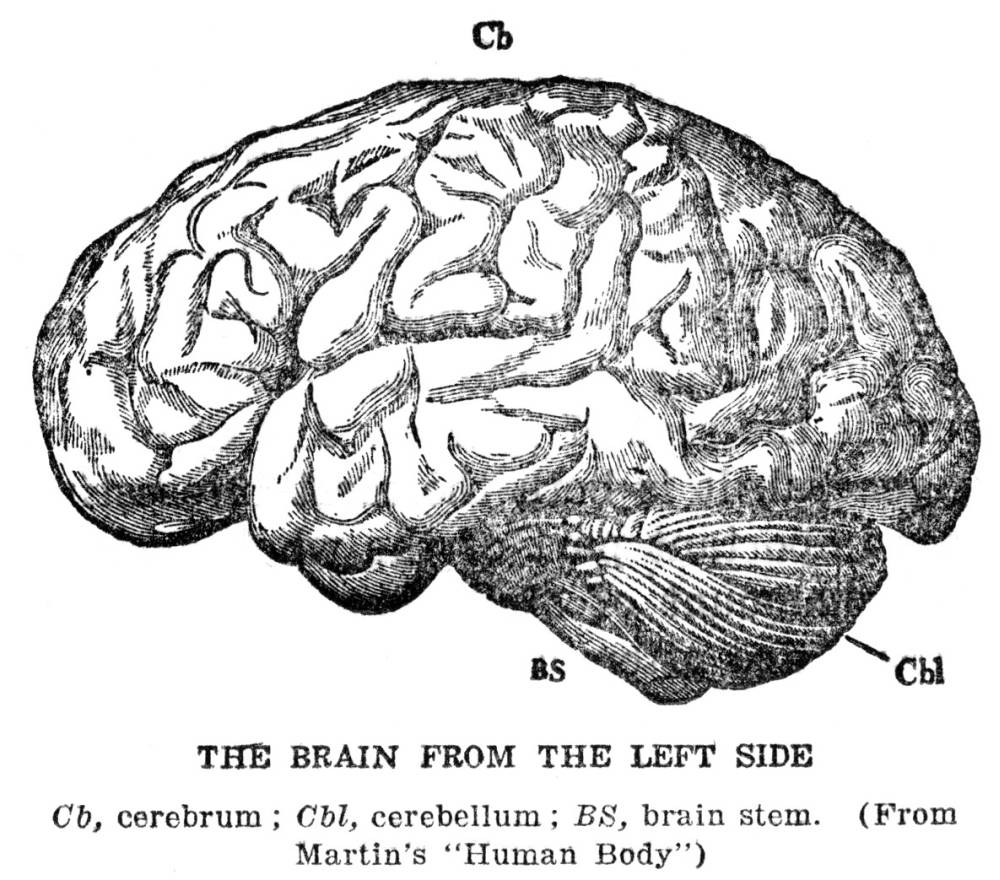 Cb
BS
Cbl
THE BRAIN FROM THE LEFT SIDE
Cb, cerebrum ; Cbl, cerebellum ; BS, brain stem. (From
Martin's "Human Body")